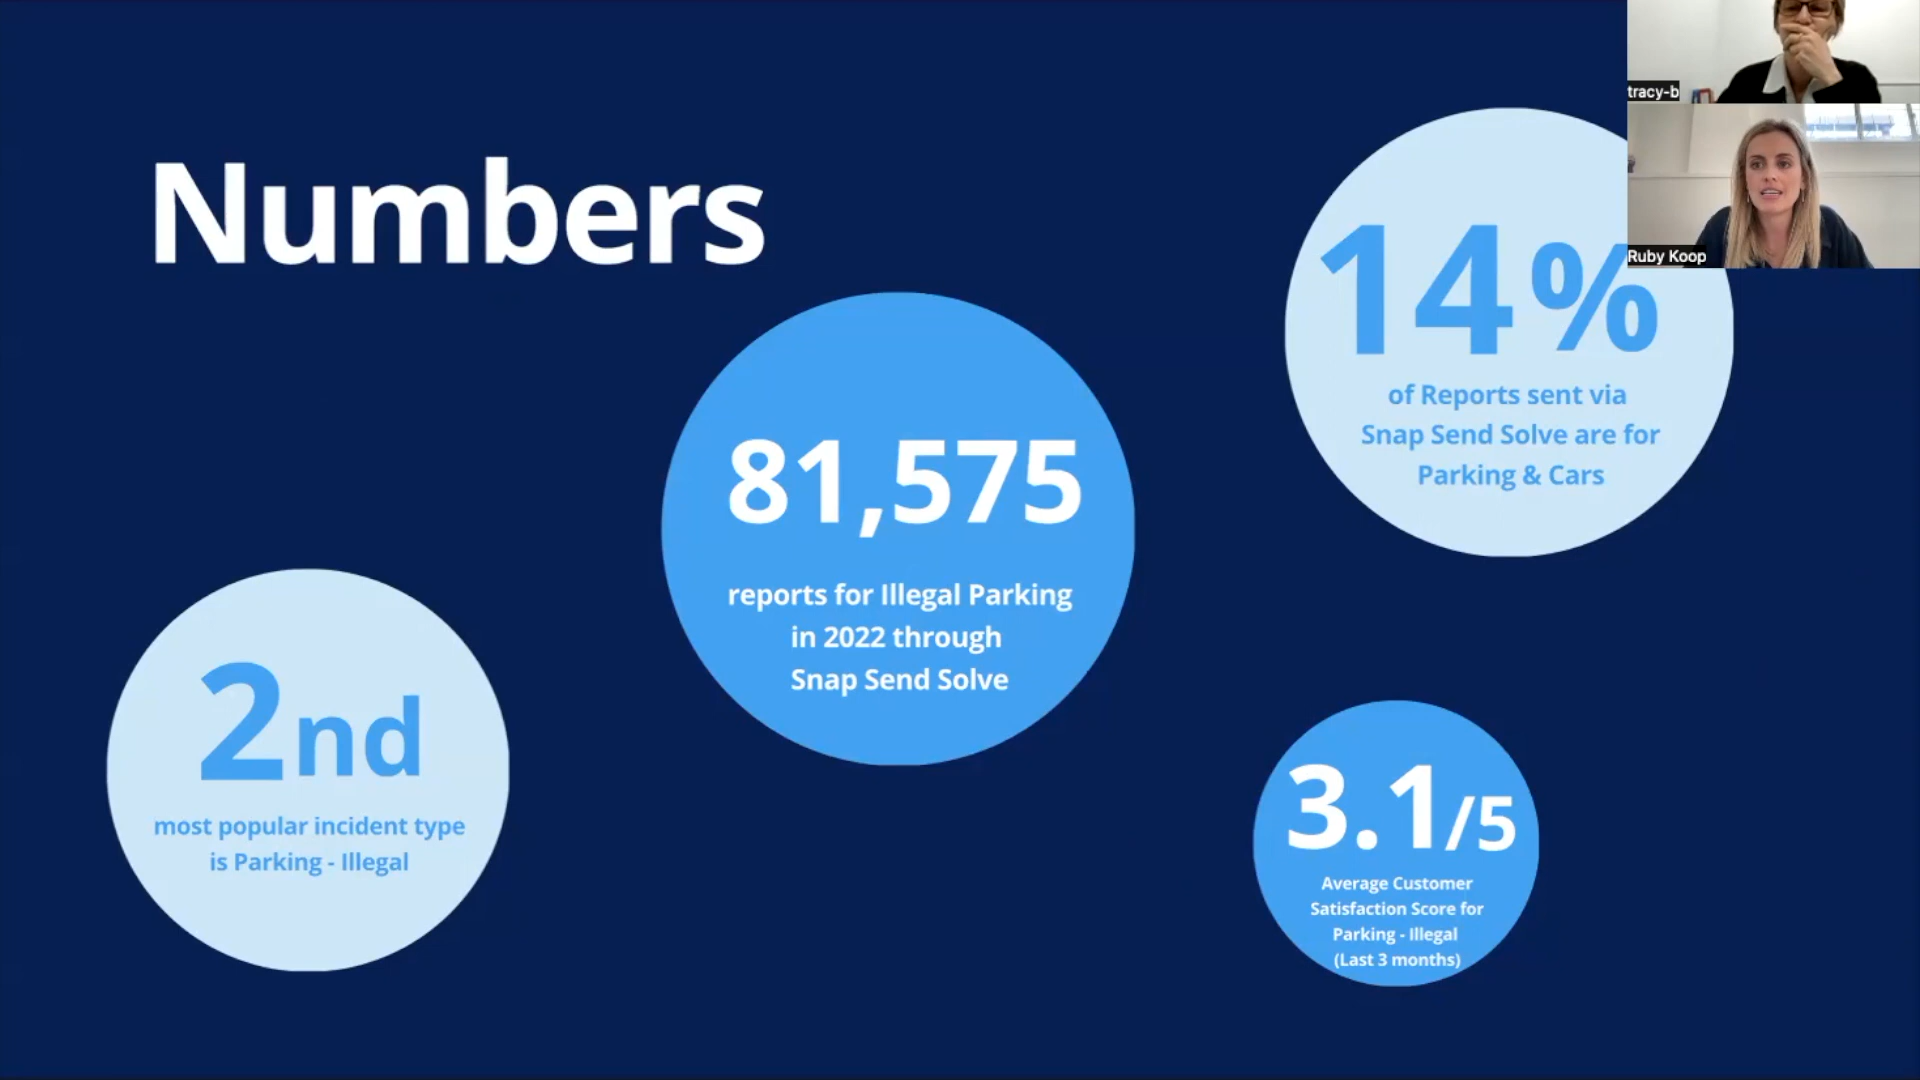 Numbers
14%
of Reports sent via
Snap Send Solve are for
Parking & Cars
81,575
reports for Illegal Parking
in 2022 through
Snap Send Solve
2nd
most popular incident type
is Parking - Illegal
3.1/5
Average Customer
Satisfaction Score for
Parking - Illegal
(Last 3 months)
tracy-b
Ruby Koop